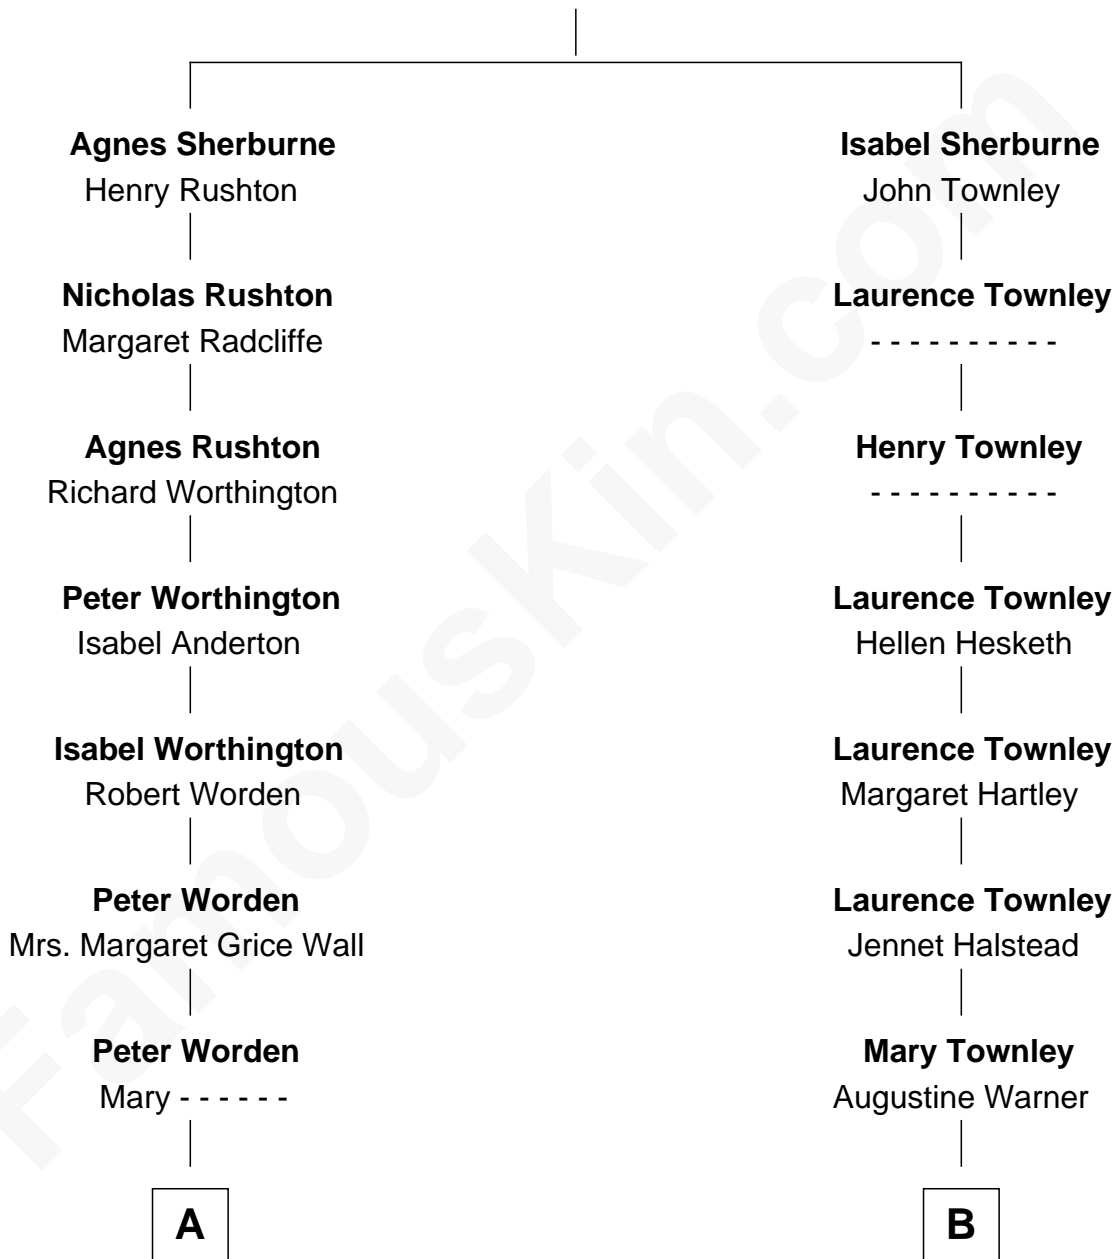 Agnes Sherburne
Henry Rushton
Nicholas Rushton
Margaret Radcliffe
Agnes Rushton
Richard Worthington
Peter Worthington
Isabel Anderton
Isabel Worthington
Robert Worden
Peter Worden
Mrs. Margaret Grice Wall
Peter Worden
Mary - - - - - -
A
Isabel Sherburne
John Townley
Laurence Townley
- - - - - - - - - -
Henry Townley
- - - - - - - - - -
Laurence Townley
Hellen Hesketh
Laurence Townley
Margaret Hartley
Laurence Townley
Jennet Halstead
Mary Townley
Augustine Warner
B
FamousKin.com